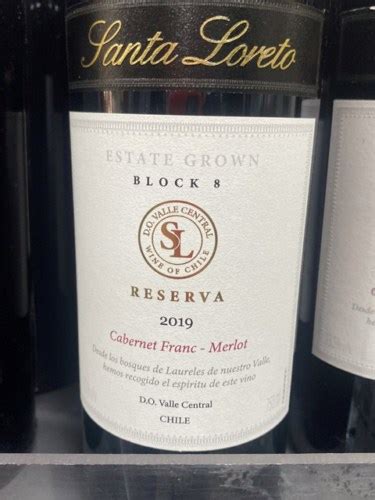 Santa Loreto
ESTATE GROWN
BLOCK 8
D.O. VALLE CENTRAL
SL
WINE OF CHILE
RESERVA
2019
Cabernet Franc - Merlot
Desde los bosques de Laureles de nuestro Valle,
hemos recogido el espíritu de este vino
D.O. Valle Central
CHILE